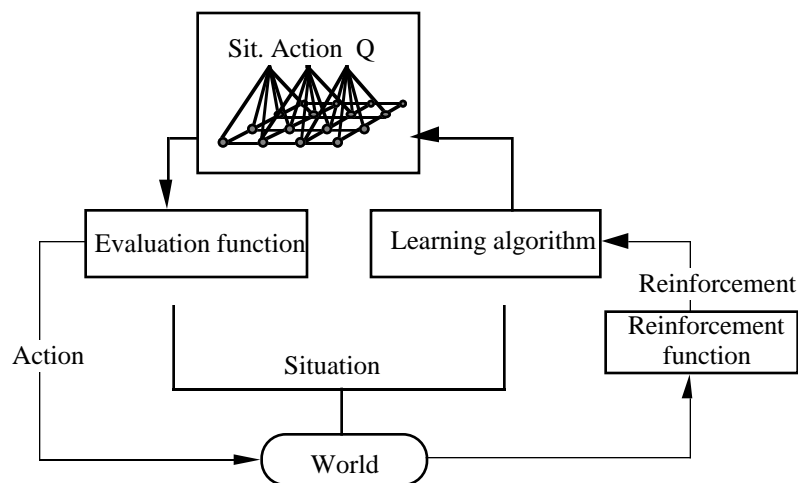 Sit. Action Q
Evaluation function
Learning algorithm
Reinforcement
Reinforcement
function
Action
Situation
World